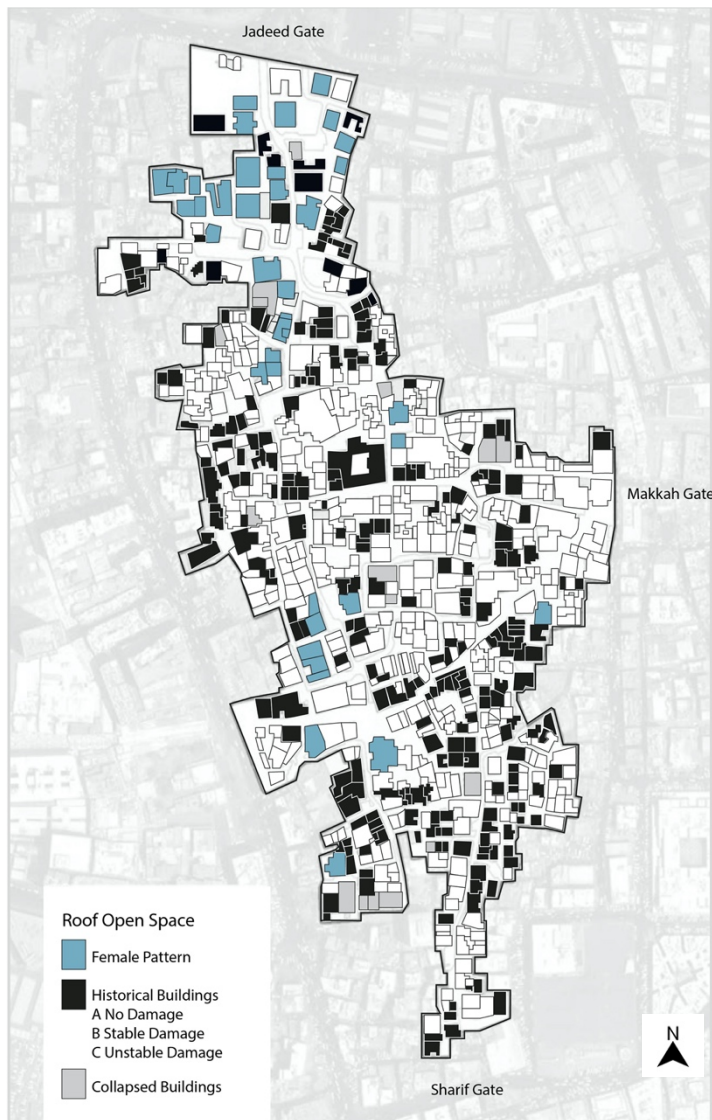 Jadeed Gate
Makkah Gate
Roof Open Space
Female Pattern
Historical Buildings
A No Damage
B Stable Damage
C Unstable Damage
Collapsed Buildings
N
Sharif Gate